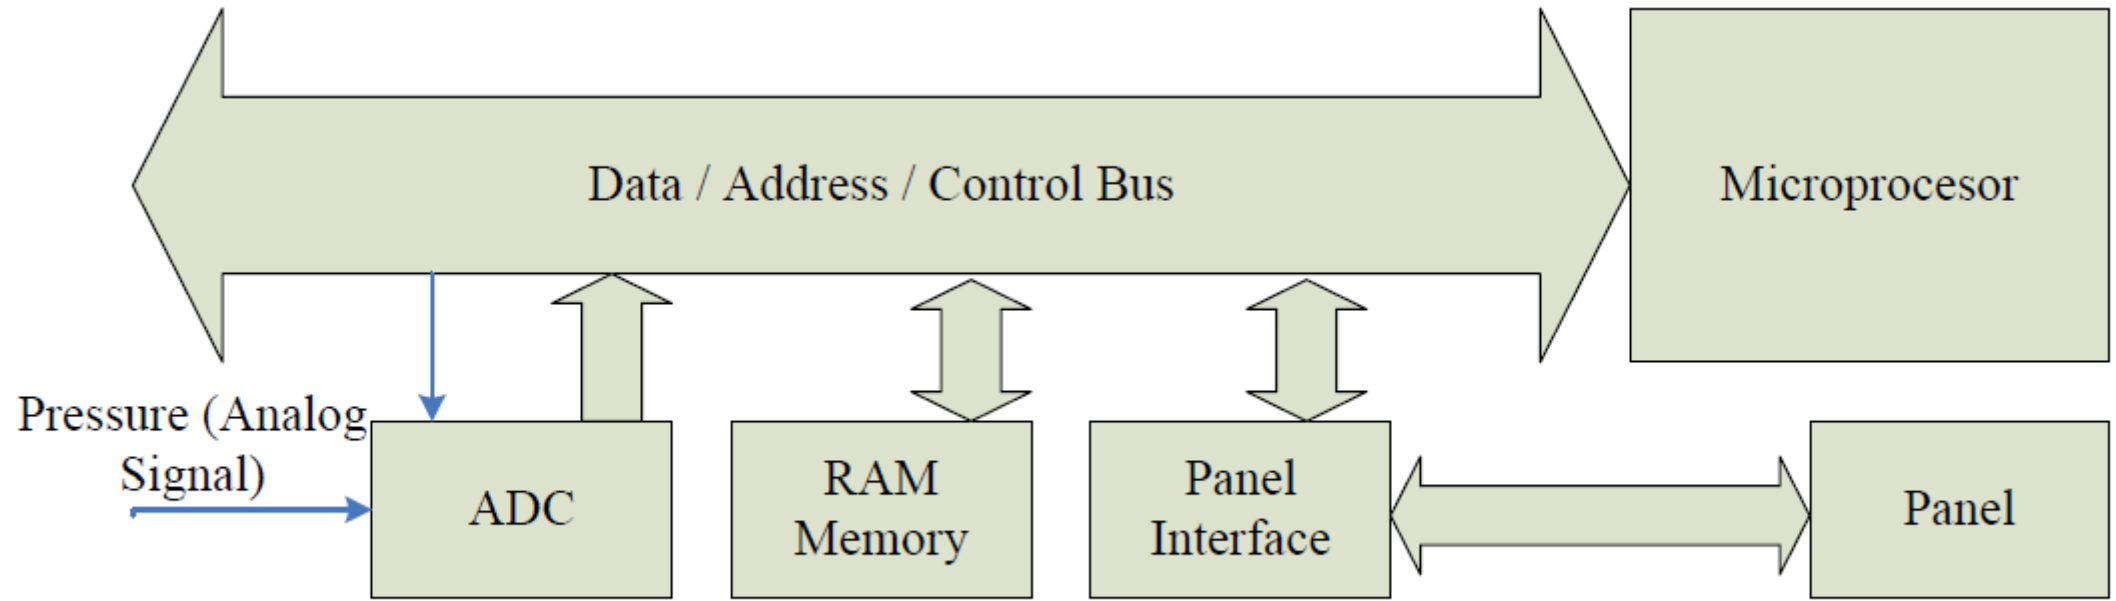 Data / Address / Control Bus
Microprocesor
Pressure (Analog
Signal)
ADC
RAM
Memory
Panel
Interface
Panel